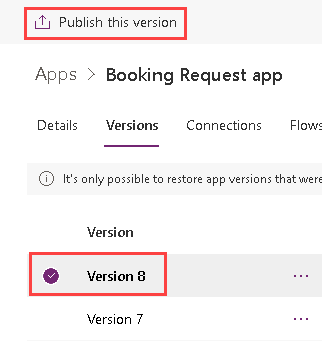 Publish this version
Apps > Booking Request app
Details Versions Connections Flows
It's only possible to restore app versions that were
Version
Version 8 ...
Version 7 ...